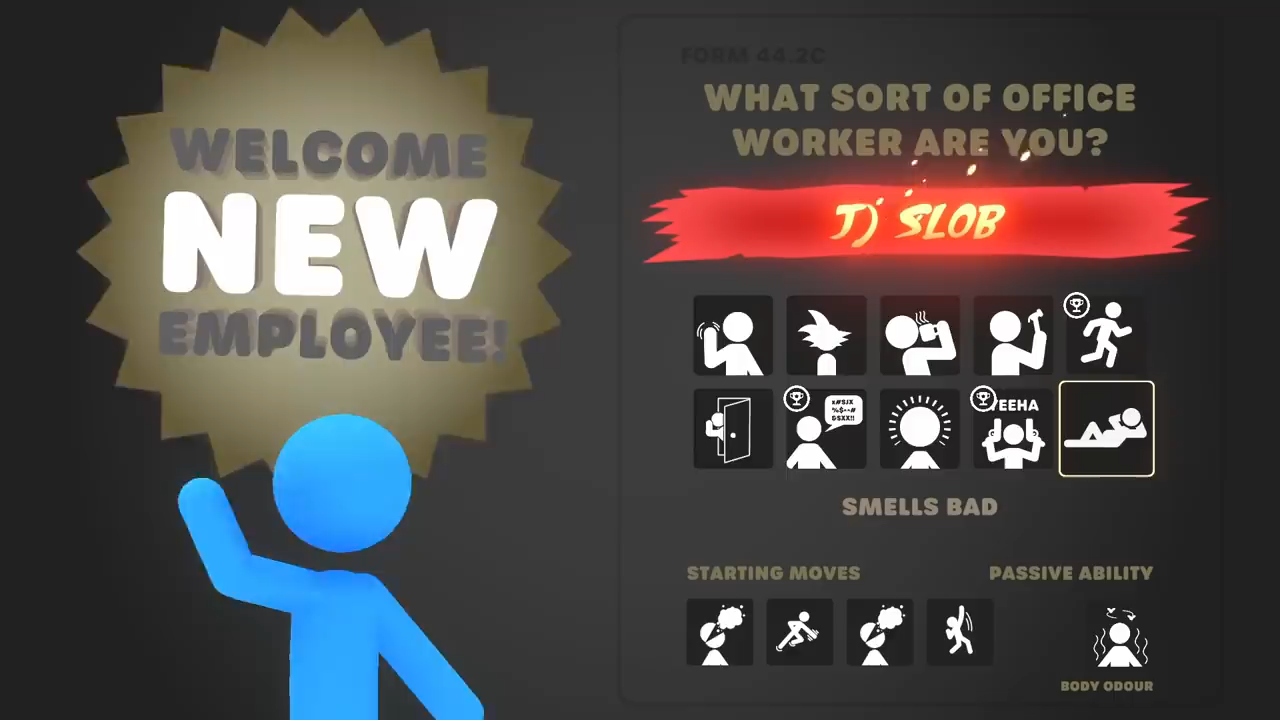 WELCOME
NEW
EMPLOYEE!
FORM 44.2C
WHAT SORT OF OFFICE
WORKER ARE YOU?
TJ SLOB
YEEHA
SMELLS BAD
STARTING MOVES
PASSIVE ABILITY
BODY ODOUR